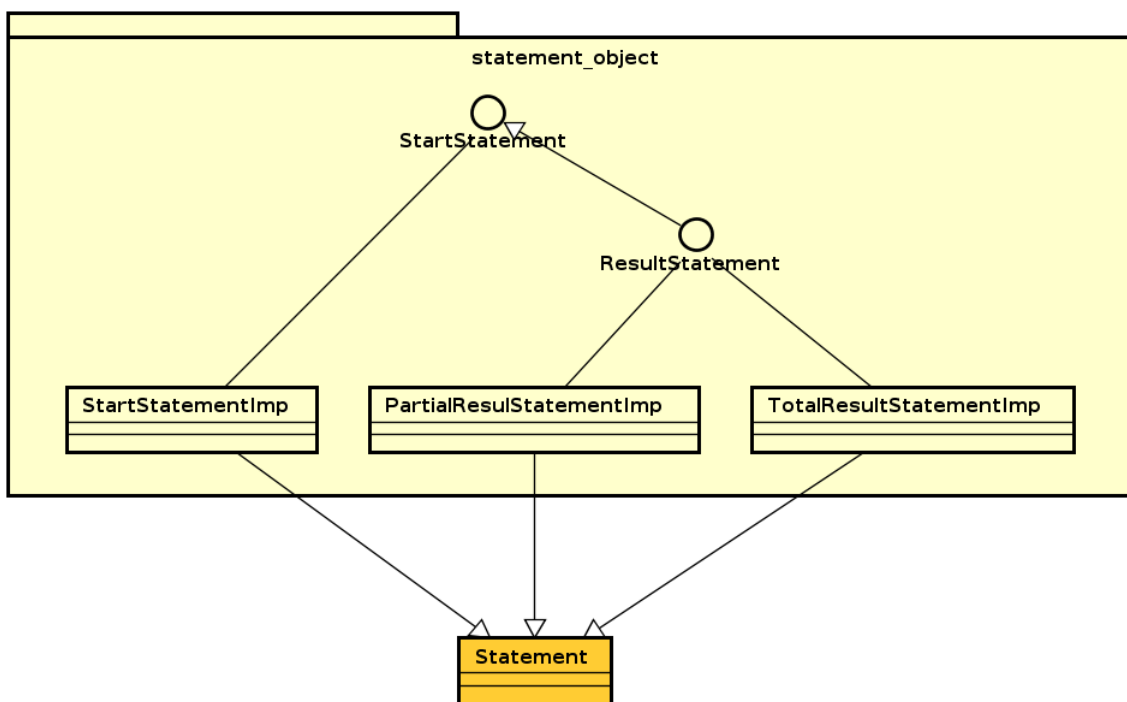 statement_object
StartStatement
ResultStatement
StartStatementImp
PartialResulStatementImp
TotalResultStatementImp
Statement